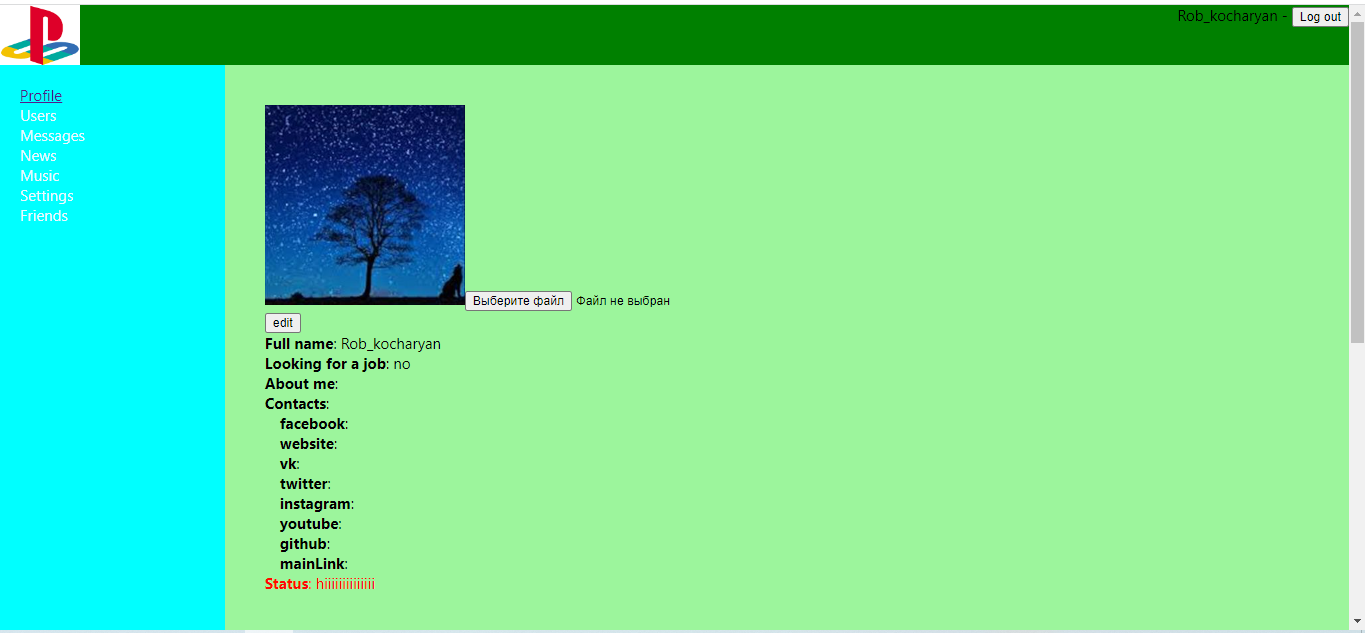 Rob_kocharyan - Log out
Profile
Users
Messages
News
Music
Settings
Friends
Выберите файл Файл не выбран
edit
Full name: Rob_kocharyan
Looking for a job: no
About me:
Contacts:
facebook:
website:
vk:
twitter:
instagram:
youtube:
github:
mainLink:
Status: hiiiiiiiiiiiiii